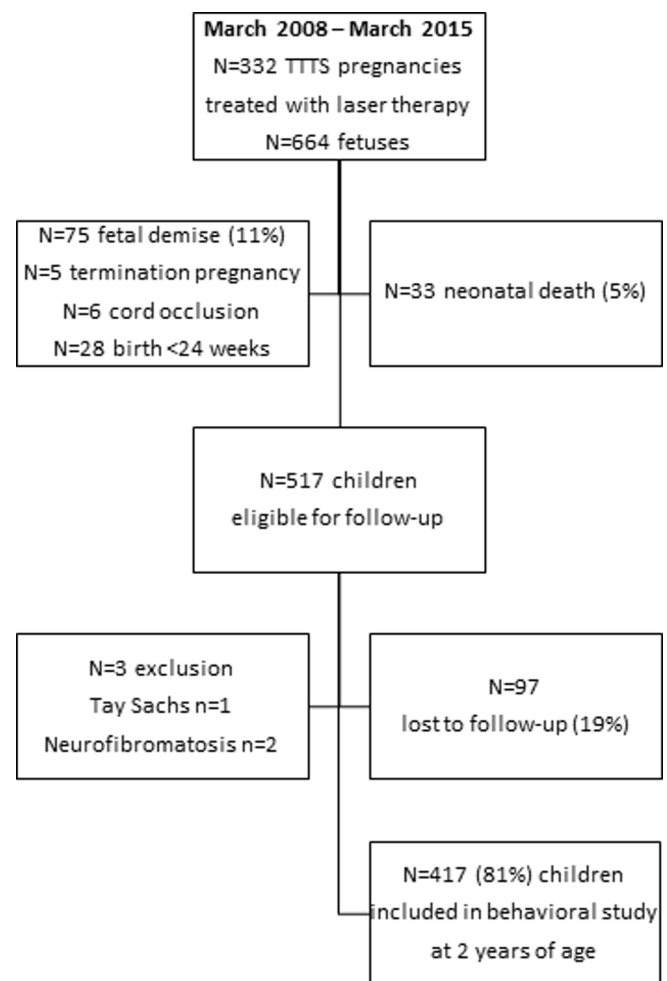 March 2008 – March 2015
N=332 TTTS pregnancies
treated with laser therapy
N=664 fetuses
N=75 fetal demise (11%)
N=5 termination pregnancy
N=6 cord occlusion
N=28 birth <24 weeks
N=33 neonatal death (5%)
N=517 children
eligible for follow-up
N=3 exclusion
Tay Sachs n=1
Neurofibromatosis n=2
N=97
lost to follow-up (19%)
N=417 (81%) children
included in behavioral study
at 2 years of age